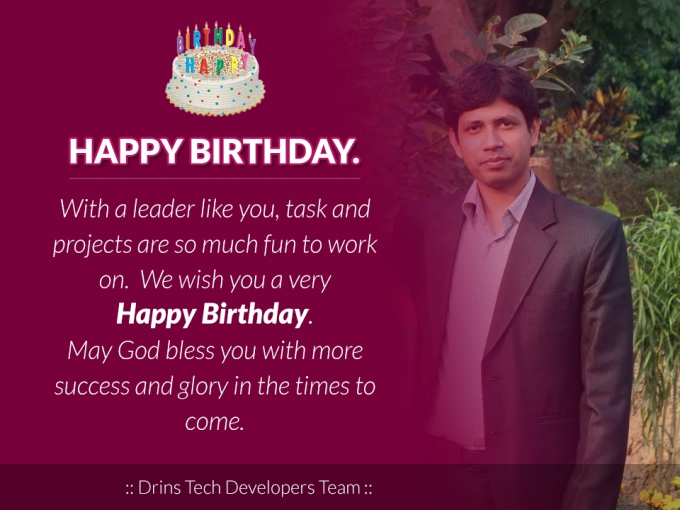 BIRTHDAY
HAPPY
HAPPY BIRTHDAY.
With a leader like you, task and
projects are so much fun to work
on. We wish you a very
Happy Birthday.
May God bless you with more
success and glory in the times to
come.
:: Drins Tech Developers Team ::